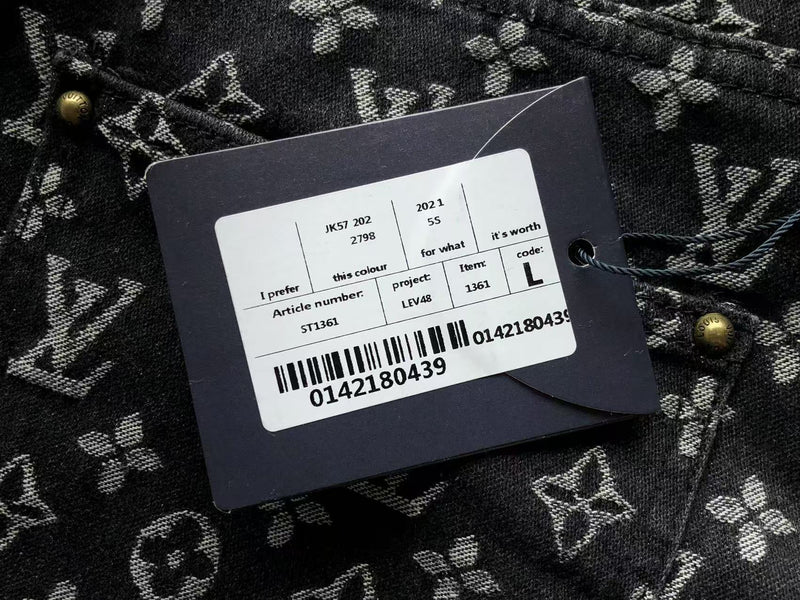 JK57 202
2798
202 1
5S
I prefer
this colour
for what
it's worth
Article number:
ST1361
project:
LEV48
Item:
1361
code:
L
0142180439
0142180439
LOUIS